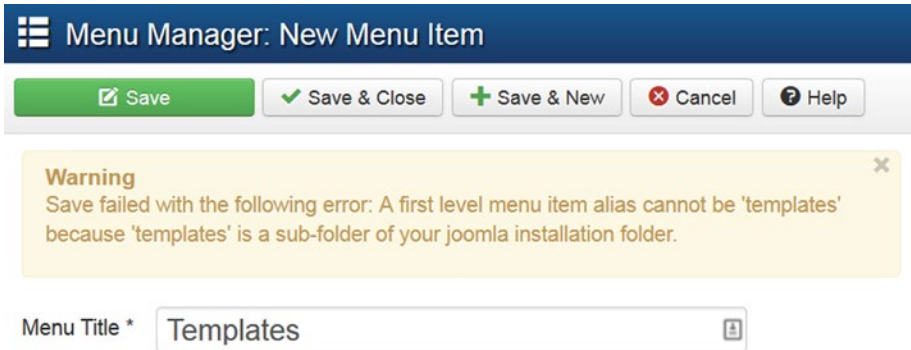 Menu Manager: New Menu Item
Save Save & Close Save & New Cancel Help
Warning
Save failed with the following error: A first level menu item alias cannot be 'templates'
because 'templates' is a sub-folder of your joomla installation folder.
Menu Title * Templates